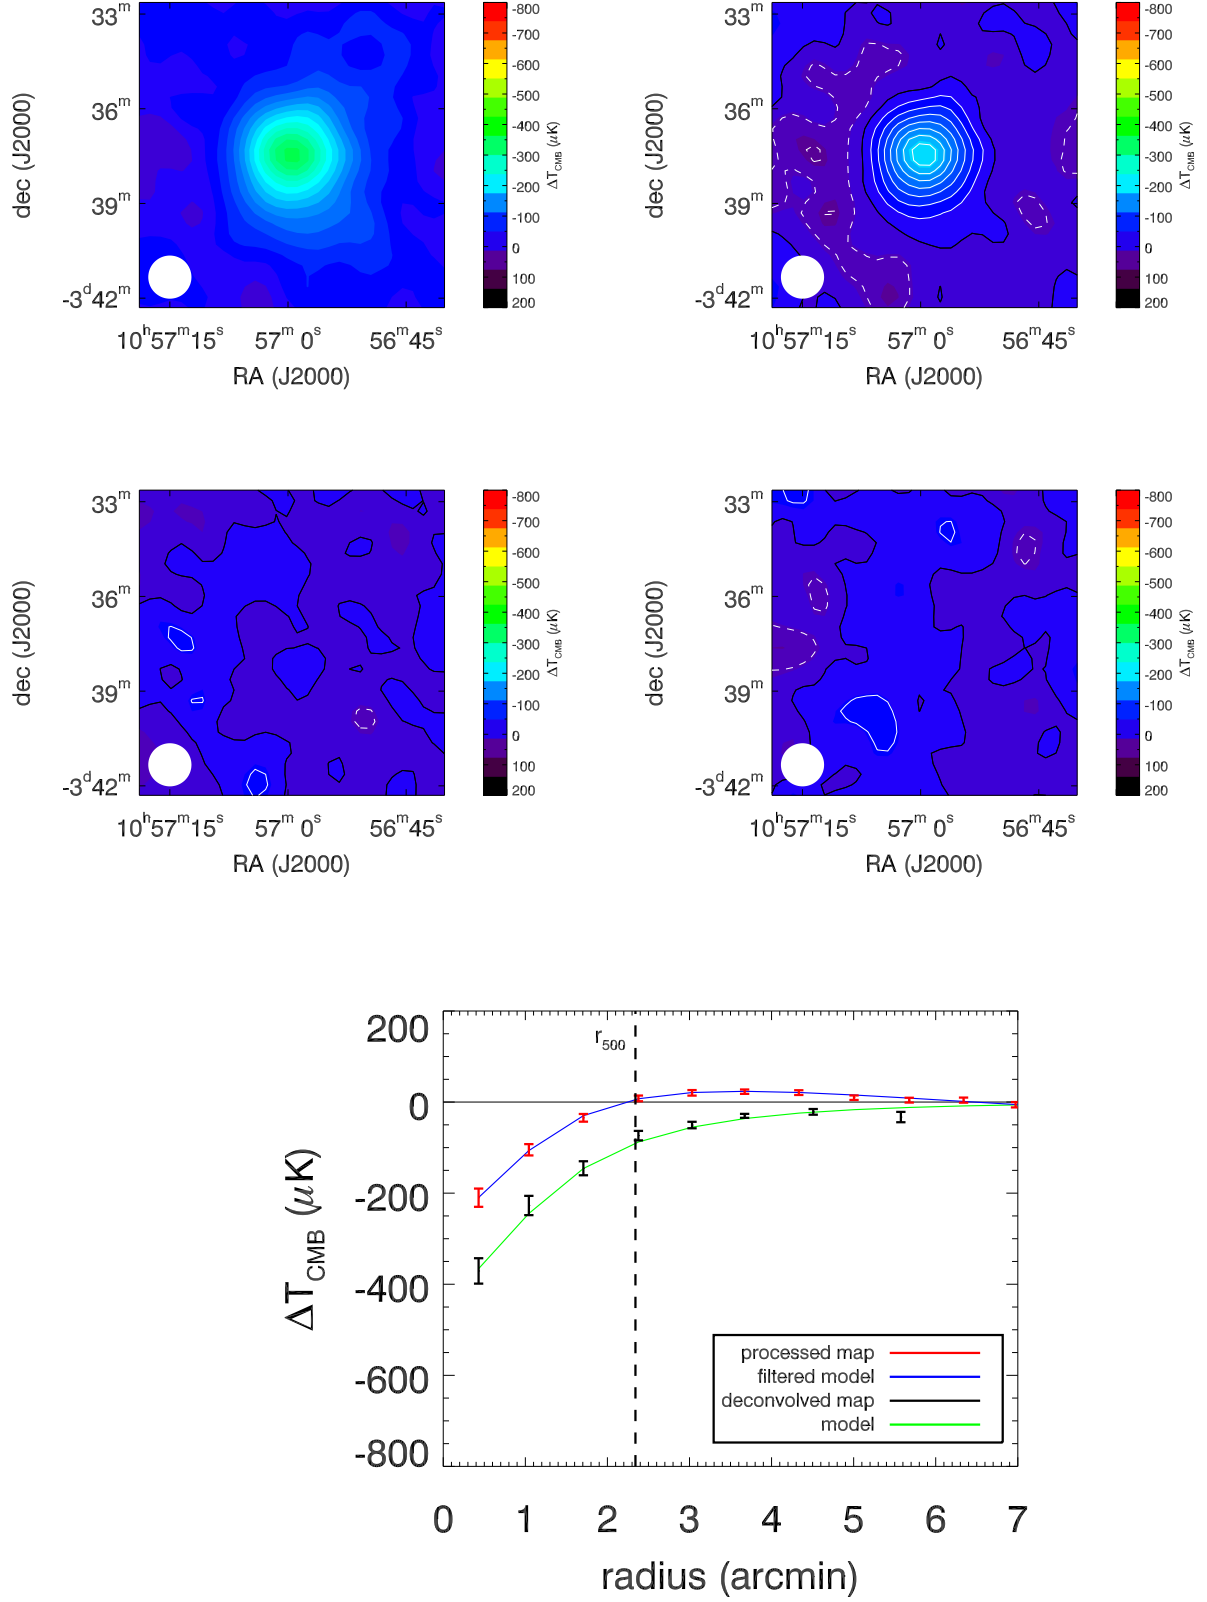 33ᵐ
36ᵐ
39ᵐ
-3ᵈ42ᵐ
dec (J2000)
10ʰ57ᵐ15ˢ 57ᵐ 0ˢ 56ᵐ45ˢ
RA (J2000)
-800
-700
-600
-500
-400
-300
-200
-100
0
100
200
ΔT_CMB (μK)
33ᵐ
36ᵐ
39ᵐ
-3ᵈ42ᵐ
dec (J2000)
10ʰ57ᵐ15ˢ 57ᵐ 0ˢ 56ᵐ45ˢ
RA (J2000)
-800
-700
-600
-500
-400
-300
-200
-100
0
100
200
ΔT_CMB (μK)
33ᵐ
36ᵐ
39ᵐ
-3ᵈ42ᵐ
dec (J2000)
10ʰ57ᵐ15ˢ 57ᵐ 0ˢ 56ᵐ45ˢ
RA (J2000)
-800
-700
-600
-500
-400
-300
-200
-100
0
100
200
ΔT_CMB (μK)
33ᵐ
36ᵐ
39ᵐ
-3ᵈ42ᵐ
dec (J2000)
10ʰ57ᵐ15ˢ 57ᵐ 0ˢ 56ᵐ45ˢ
RA (J2000)
-800
-700
-600
-500
-400
-300
-200
-100
0
100
200
ΔT_CMB (μK)
200
0
-200
-400
-600
-800
ΔT_CMB (μK)
r₅₀₀
processed map
filtered model
deconvolved map
model
0 1 2 3 4 5 6 7
radius (arcmin)